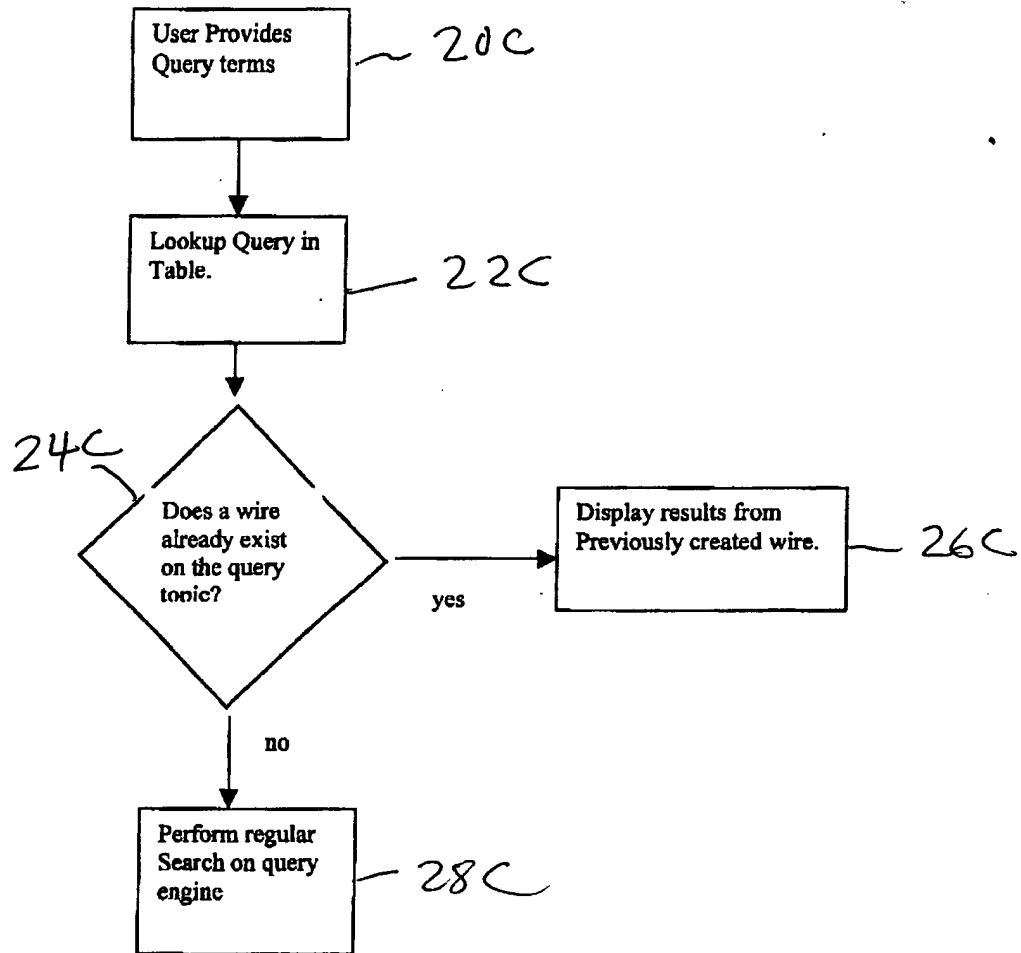 User Provides
Query terms
20C
Lookup Query in
Table.
22C
24C
Does a wire
already exist
on the query
topic?
yes
Display results from
Previously created wire.
26C
no
Perform regular
Search on query
engine
28C